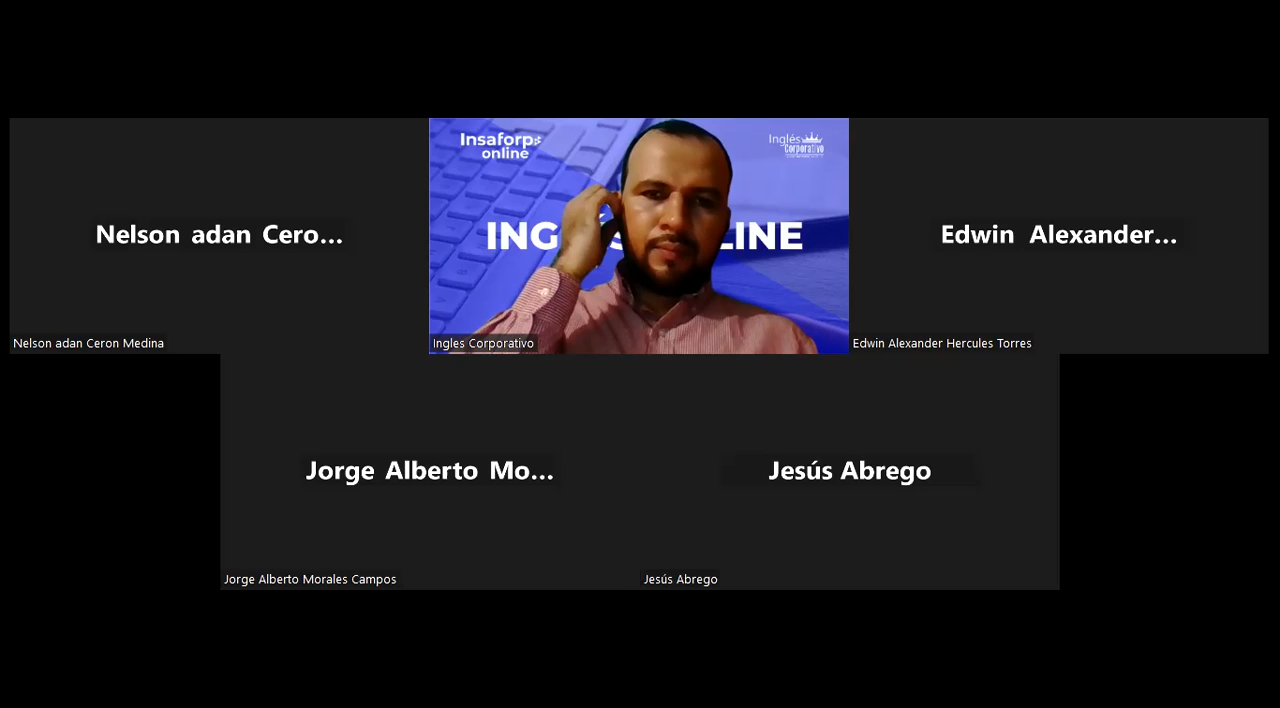 Nelson adan Cero...
Nelson adan Ceron Medina
Insaforp
online
Inglés
Corporativo
ING S LINE
Ingles Corporativo
Edwin Alexander...
Edwin Alexander Hercules Torres
Jorge Alberto Mo...
Jorge Alberto Morales Campos
Jesús Abrego
Jesús Abrego